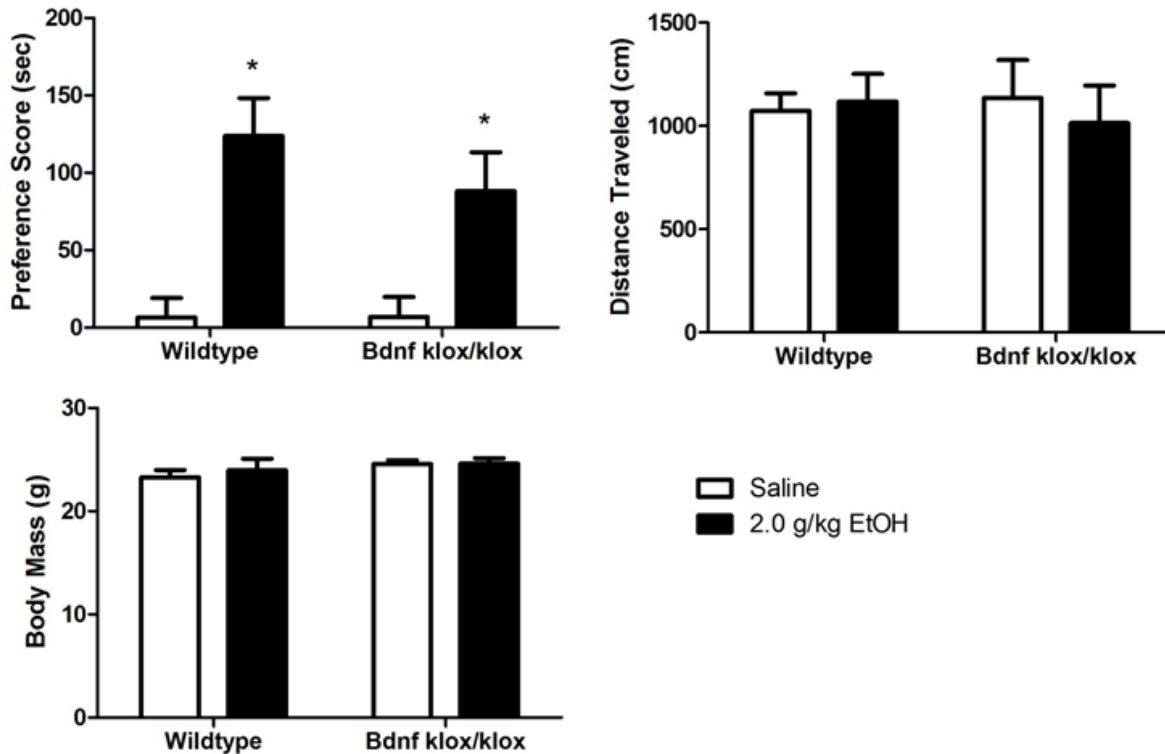 Preference Score (sec)
200
150
100
50
0
*
*
Wildtype
Bdnf klox/klox
Distance Traveled (cm)
1500
1000
500
0
Wildtype
Bdnf klox/klox
Body Mass (g)
30
20
10
0
Wildtype
Bdnf klox/klox
Saline
2.0 g/kg EtOH